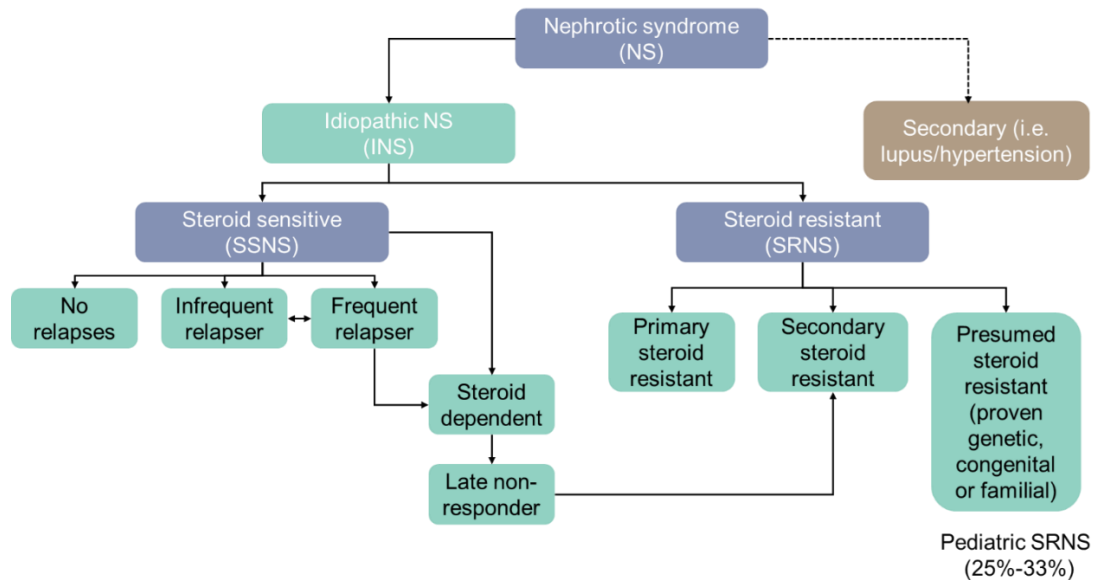 Nephrotic syndrome
(NS)
Idiopathic NS
(INS)
Secondary (i.e.
lupus/hypertension)
Steroid sensitive
(SSNS)
Steroid resistant
(SRNS)
No
relapses
Infrequent
relapser
Frequent
relapser
Primary
steroid
resistant
Secondary
steroid
resistant
Presumed
steroid
resistant
(proven
genetic,
congenital
or familial)
Steroid
dependent
Late non-
responder
Pediatric SRNS
(25%-33%)